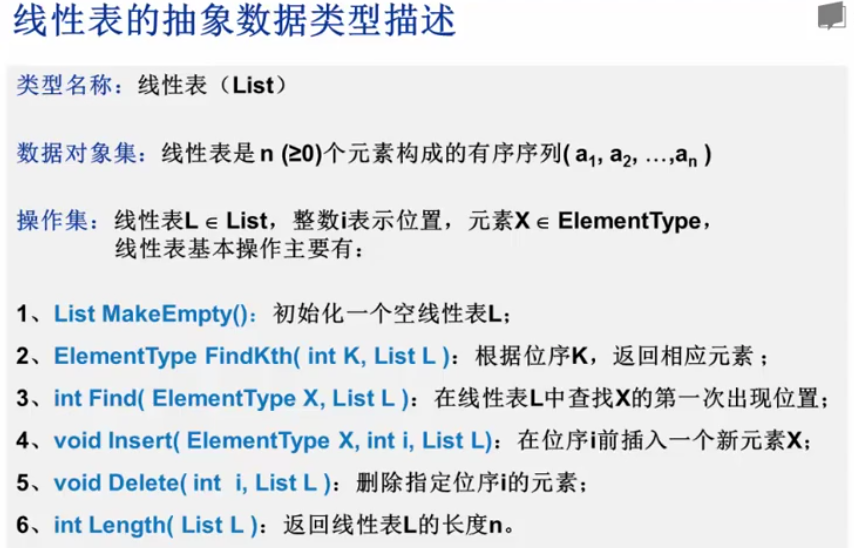 线性表的抽象数据类型描述
类型名称：线性表（List）
数据对象集：线性表是 n (≥0)个元素构成的有序序列( a₁, a₂, …,aₙ )
操作集：线性表L ∈ List，整数i表示位置，元素X ∈ ElementType，
线性表基本操作主要有：
1、List MakeEmpty()：初始化一个空线性表L；
2、ElementType FindKth( int K, List L )：根据位序K，返回相应元素；
3、int Find( ElementType X, List L )：在线性表L中查找X的第一次出现位置；
4、void Insert( ElementType X, int i, List L)：在位序i前插入一个新元素X；
5、void Delete( int i, List L )：删除指定位序i的元素；
6、int Length( List L )：返回线性表L的长度n。